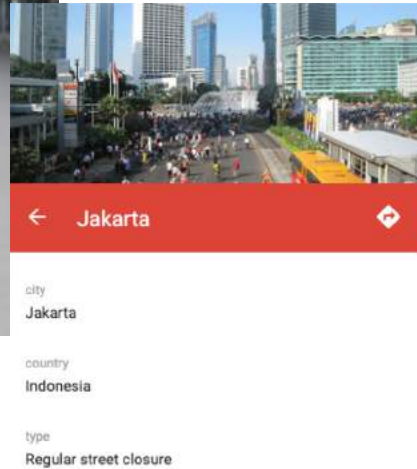 Jakarta
city
Jakarta
country
Indonesia
type
Regular street closure